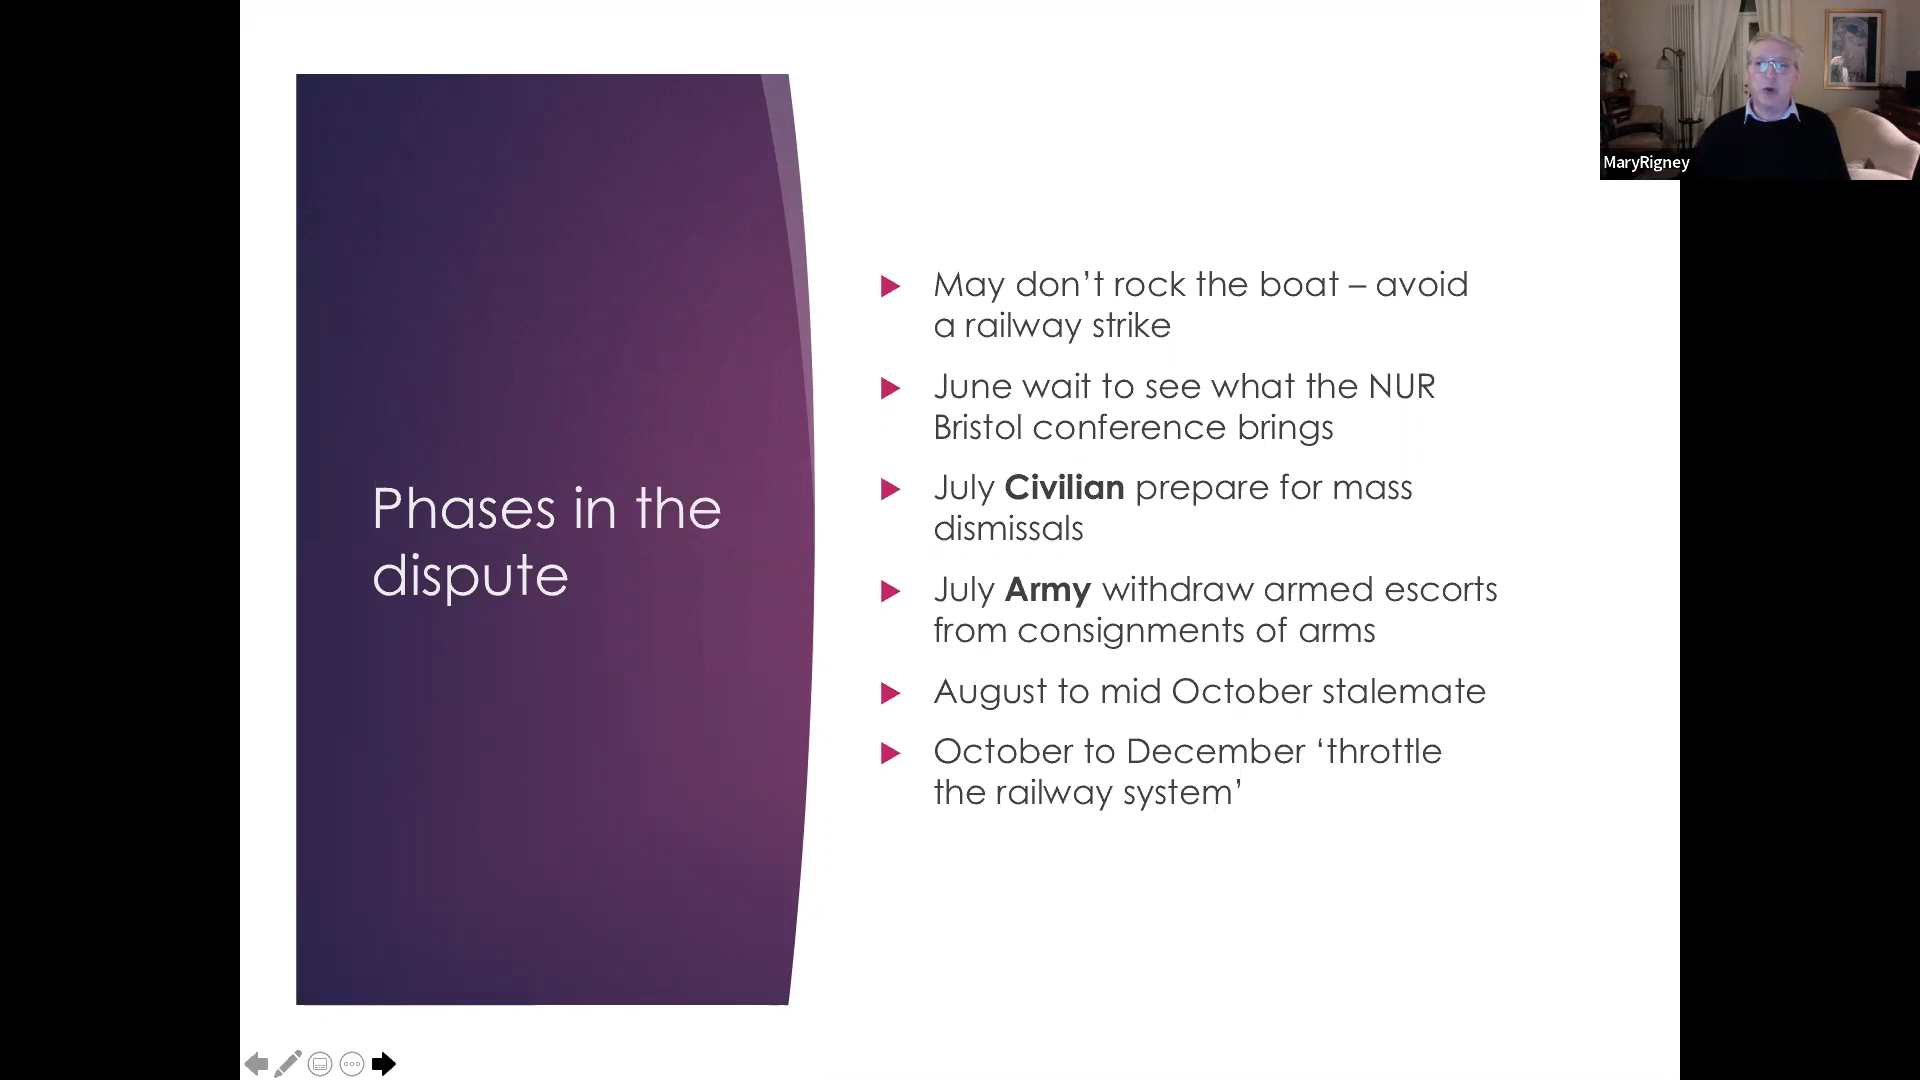 MaryRigney
Phases in the
dispute
May don’t rock the boat – avoid
a railway strike
June wait to see what the NUR
Bristol conference brings
July Civilian prepare for mass
dismissals
July Army withdraw armed escorts
from consignments of arms
August to mid October stalemate
October to December ‘throttle
the railway system’